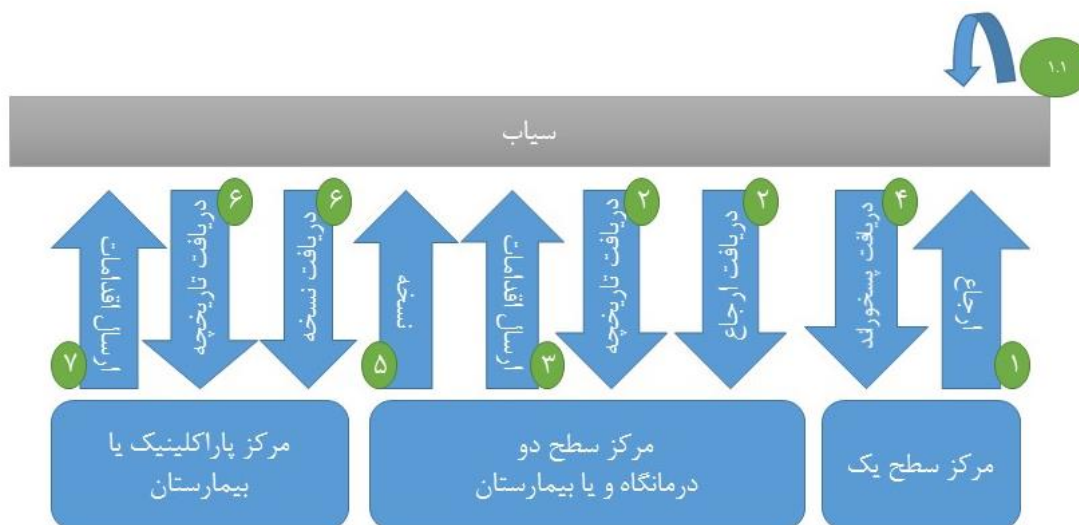 ۱.۱
سیاب
ارجاع
۱
دریافت پسخوراند
۴
دریافت ارجاع
۲
دریافت تاریخچه
۲
ارسال اقدامات
۳
نسخه
۵
دریافت نسخه
۶
دریافت تاریخچه
۶
ارسال اقدامات
۷
مرکز سطح یک
مرکز سطح دو
درمانگاه و یا بیمارستان
مرکز پاراکلینیک یا
بیمارستان